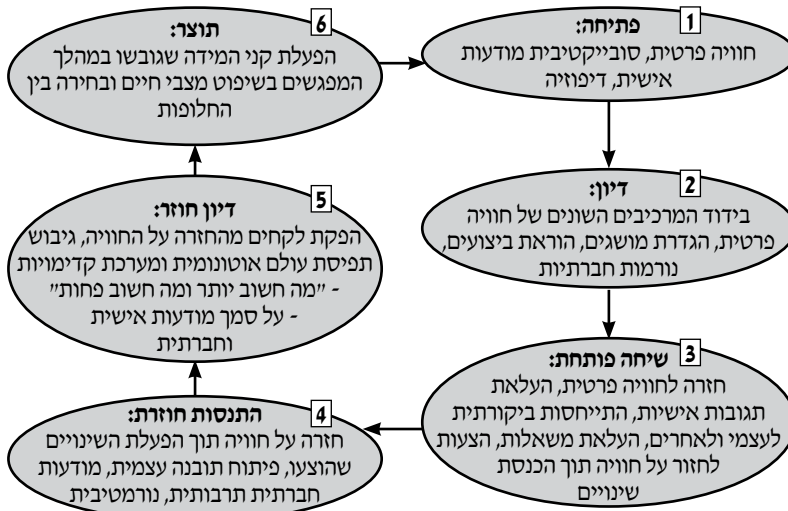 1
פתיחה:
חוויה פרטית, סובייקטיבית מודעות
אישית, דיפוזיה
2
דיון:
בידוד המרכיבים השונים של חוויה
פרטית, הגדרת מושגים, הוראת ביצועים,
נורמות חברתיות
3
שיחה פותחת:
חזרה לחוויה פרטית, העלאת
תגובות אישיות, התייחסות ביקורתית
לעצמי ולאחרים, העלאת משאלות, הצעות
לחזור על חוויה תוך הכנסת
שינויים
4
התנסות חוזרת:
חזרה על חוויה תוך הפעלת השינויים
שהוצעו, פיתוח תובנה עצמית, מודעות
חברתית תרבותית, נורמטיבית
5
דיון חוזר:
הפקת לקחים מהחזרה על החוויה, גיבוש
תפיסת עולם אוטונומית ומערכת קדימויות
- "מה חשוב יותר ומה חשוב פחות"
- על סמך מודעות אישית
וחברתית
6
תוצר:
הפעלת קני המידה שגובשו במהלך
המפגשים בשיפוט מצבי חיים ובחירה בין
החלופות